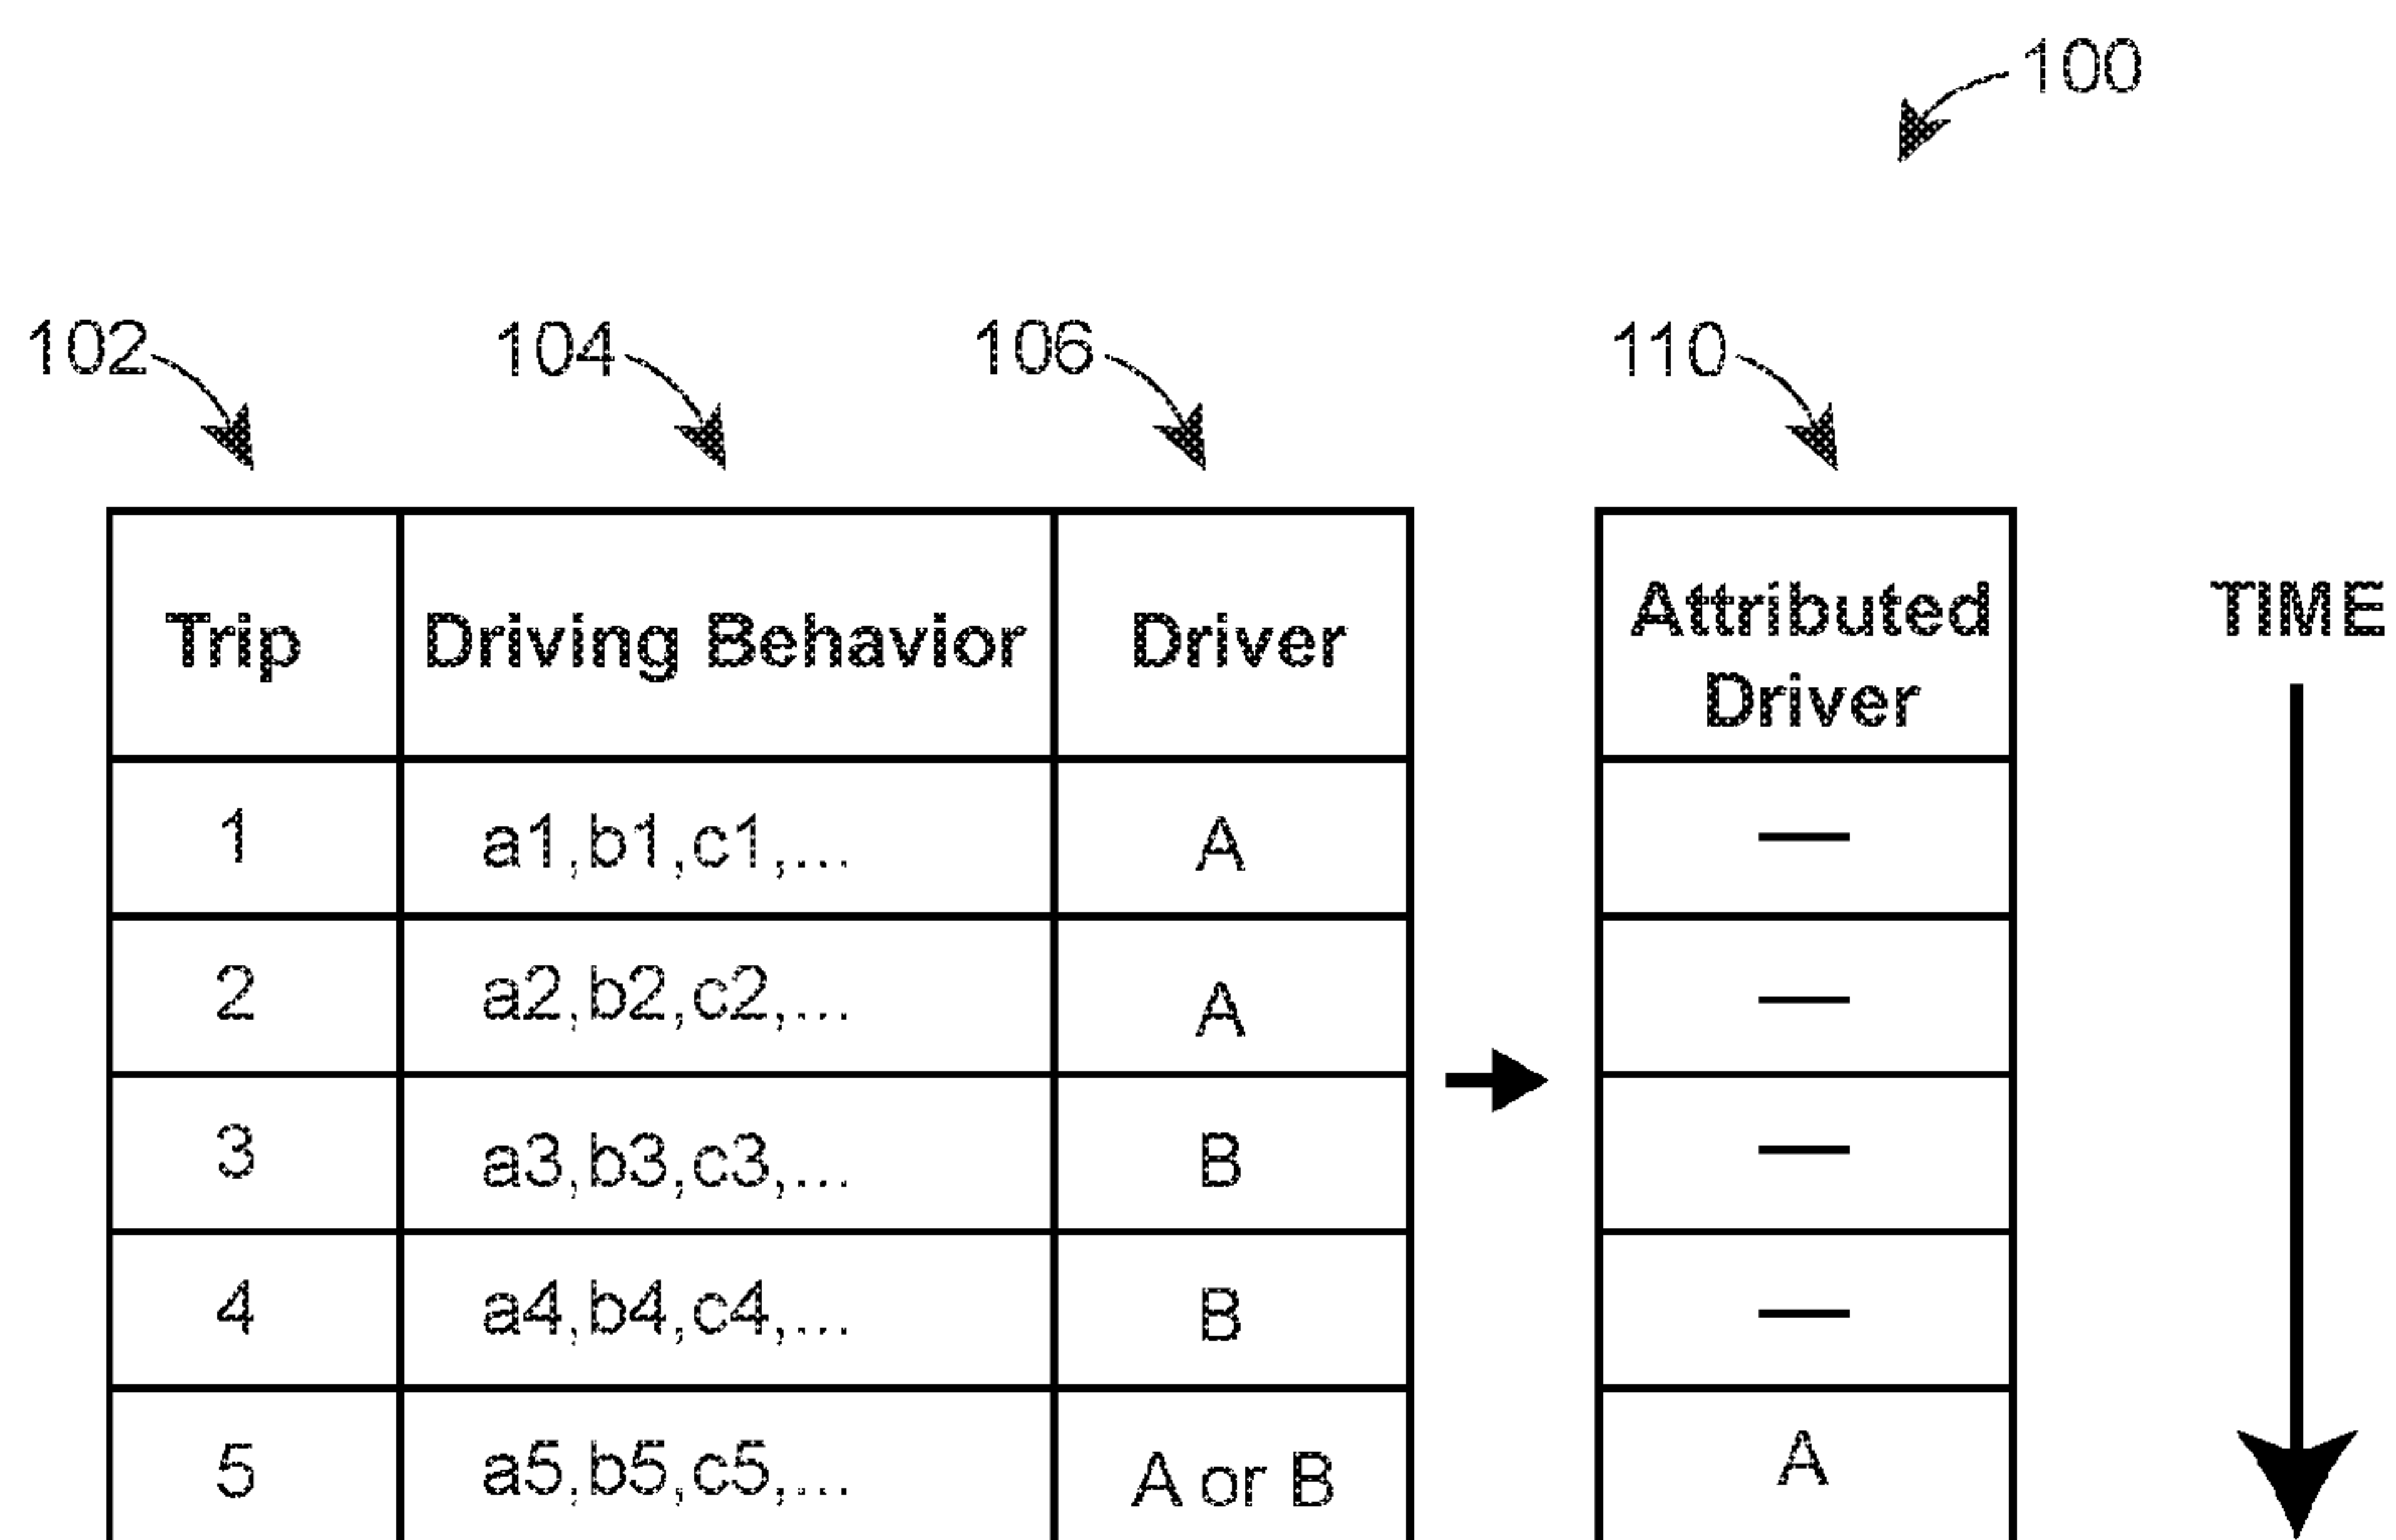 100
102 104 106 110
Trip Driving Behavior Driver Attributed Driver TIME
1 a1,b1,c1,... A —
2 a2,b2,c2,... A —
3 a3,b3,c3,... B —
4 a4,b4,c4,... B —
5 a5,b5,c5,... A or B A